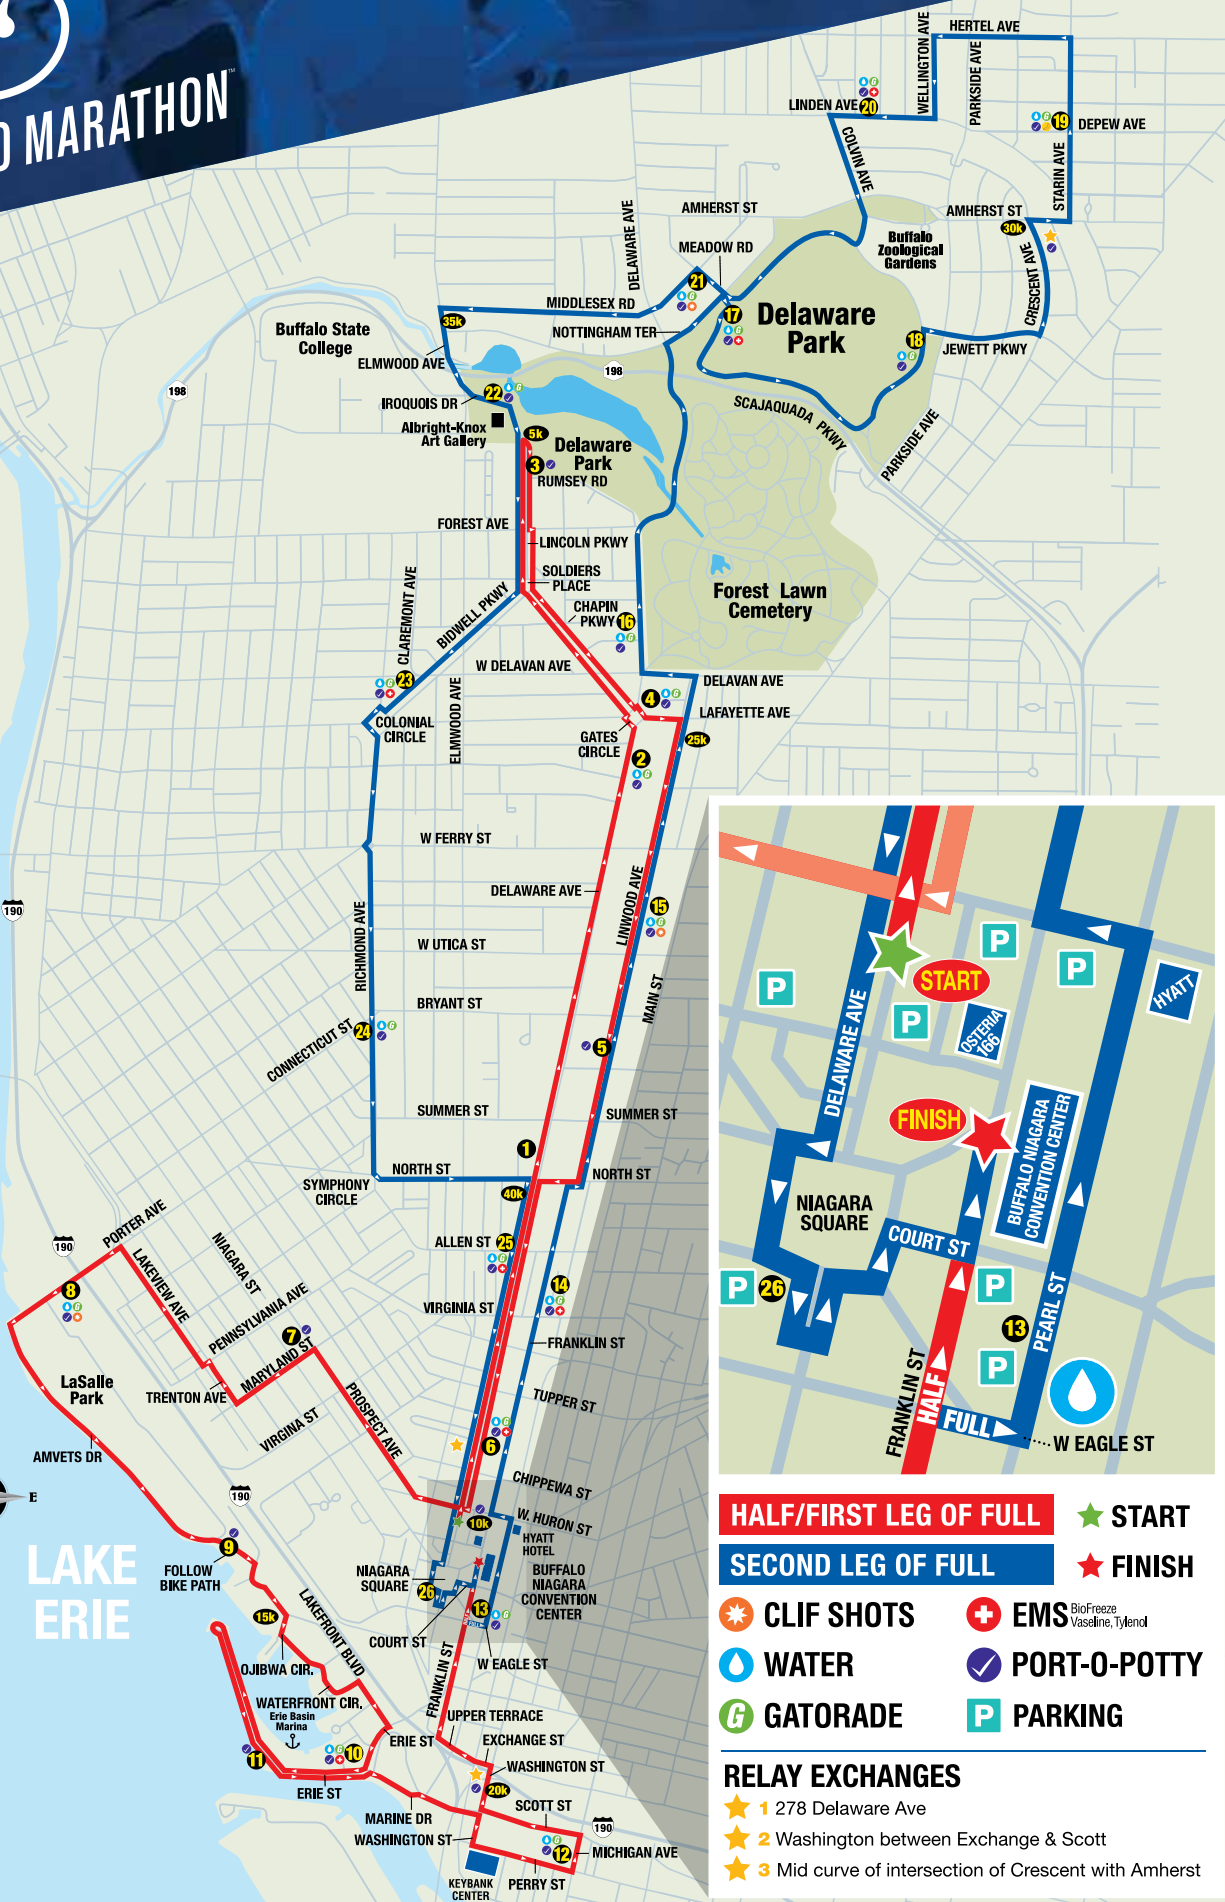 MARATHON™
HERTEL AVE
WELLINGTON AVE
PARKSIDE AVE
LINDEN AVE
20
19
DEPEW AVE
COLVIN AVE
STARIN AVE
AMHERST ST
AMHERST ST
30k
DELAWARE AVE
MEADOW RD
Buffalo
Zoological
Gardens
CRESCENT AVE
21
MIDDLESEX RD
35k
17
Delaware
Park
NOTTINGHAM TER
18
JEWETT PKWY
Buffalo State
College
ELMWOOD AVE
198
198
22
IROQUOIS DR
SCAJAQUADA PKWY
PARKSIDE AVE
Albright-Knox
Art Gallery
5k
Delaware
Park
3
RUMSEY RD
FOREST AVE
LINCOLN PKWY
SOLDIERS
PLACE
CLAREMONT AVE
BIDWELL PKWY
CHAPIN
PKWY
16
Forest Lawn
Cemetery
W DELAVAN AVE
23
DELAVAN AVE
4
ELMWOOD AVE
LAFAYETTE AVE
COLONIAL
CIRCLE
GATES
CIRCLE
25k
2
W FERRY ST
DELAWARE AVE
LINWOOD AVE
15
190
RICHMOND AVE
W UTICA ST
MAIN ST
BRYANT ST
CONNECTICUT ST
24
5
SUMMER ST
SUMMER ST
1
NORTH ST
NORTH ST
SYMPHONY
CIRCLE
40k
PORTER AVE
190
NIAGARA ST
ALLEN ST
25
LAKEVIEW AVE
8
14
PENNSYLVANIA AVE
VIRGINIA ST
7
MARYLAND ST
FRANKLIN ST
LaSalle
Park
TRENTON AVE
PROSPECT AVE
TUPPER ST
VIRGINA ST
AMVETS DR
6
CHIPPEWA ST
E
190
W. HURON ST
10k
HYATT
HOTEL
9
FOLLOW
BIKE PATH
LAKE
ERIE
NIAGARA
SQUARE
BUFFALO
NIAGARA
CONVENTION
CENTER
26
13
HALF
FULL
15k
LAKEFRONT BLVD
COURT ST
W EAGLE ST
OJIBWA CIR.
FRANKLIN ST
WATERFRONT CIR.
Erie Basin
Marina
UPPER TERRACE
ERIE ST
EXCHANGE ST
11
10
WASHINGTON ST
20k
ERIE ST
SCOTT ST
MARINE DR
190
WASHINGTON ST
12
MICHIGAN AVE
KEYBANK
CENTER
PERRY ST
START
HYATT
OSTERIA
166
DELAWARE AVE
FINISH
BUFFALO NIAGARA
CONVENTION CENTER
NIAGARA
SQUARE
COURT ST
P
P
P
P
P
P
P
26
13
PEARL ST
FRANKLIN ST
HALF
FULL
W EAGLE ST
HALF/FIRST LEG OF FULL
START
SECOND LEG OF FULL
FINISH
CLIF SHOTS
EMS BioFreeze
Vaseline, Tylenol
WATER
PORT-O-POTTY
G GATORADE
P PARKING
RELAY EXCHANGES
1 278 Delaware Ave
2 Washington between Exchange & Scott
3 Mid curve of intersection of Crescent with Amherst